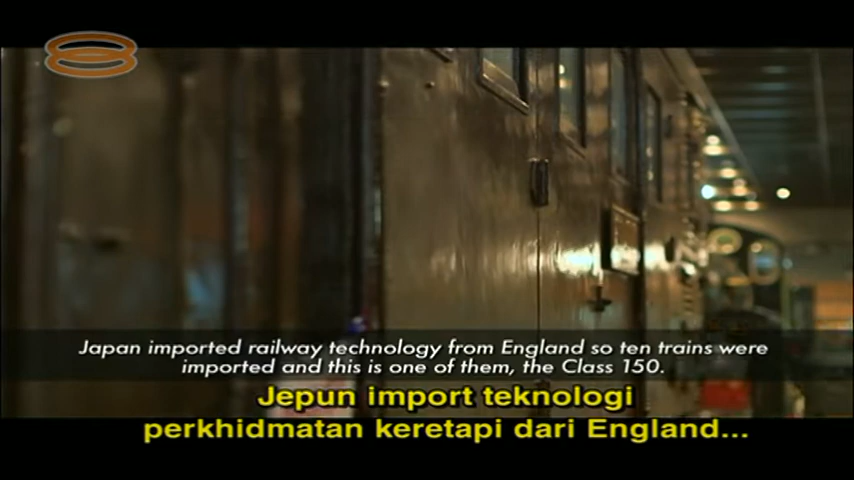 Japan imported railway technology from England so ten trains were
imported and this is one of them, the Class 150.
Jepun import teknologi
perkhidmatan keretapi dari England...